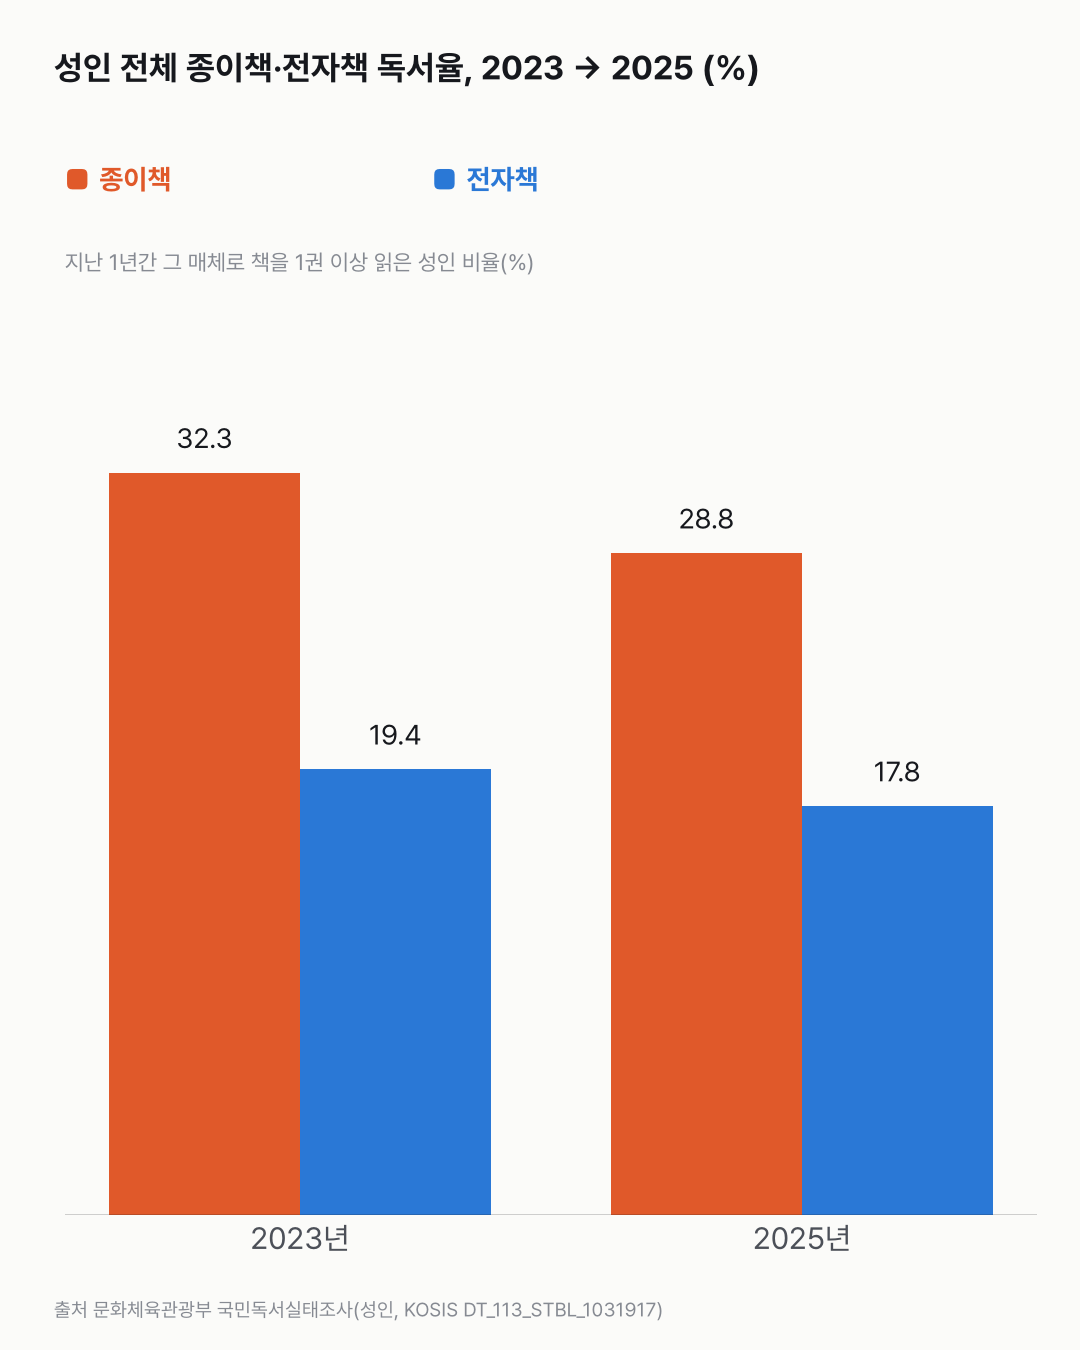 성인 전체 종이책·전자책 독서율, 2023 → 2025 (%)
종이책
전자책
지난 1년간 그 매체로 책을 1권 이상 읽은 성인 비율(%)
32.3
19.4
28.8
17.8
2023년
2025년
출처 문화체육관광부 국민독서실태조사(성인, KOSIS DT_113_STBL_1031917)